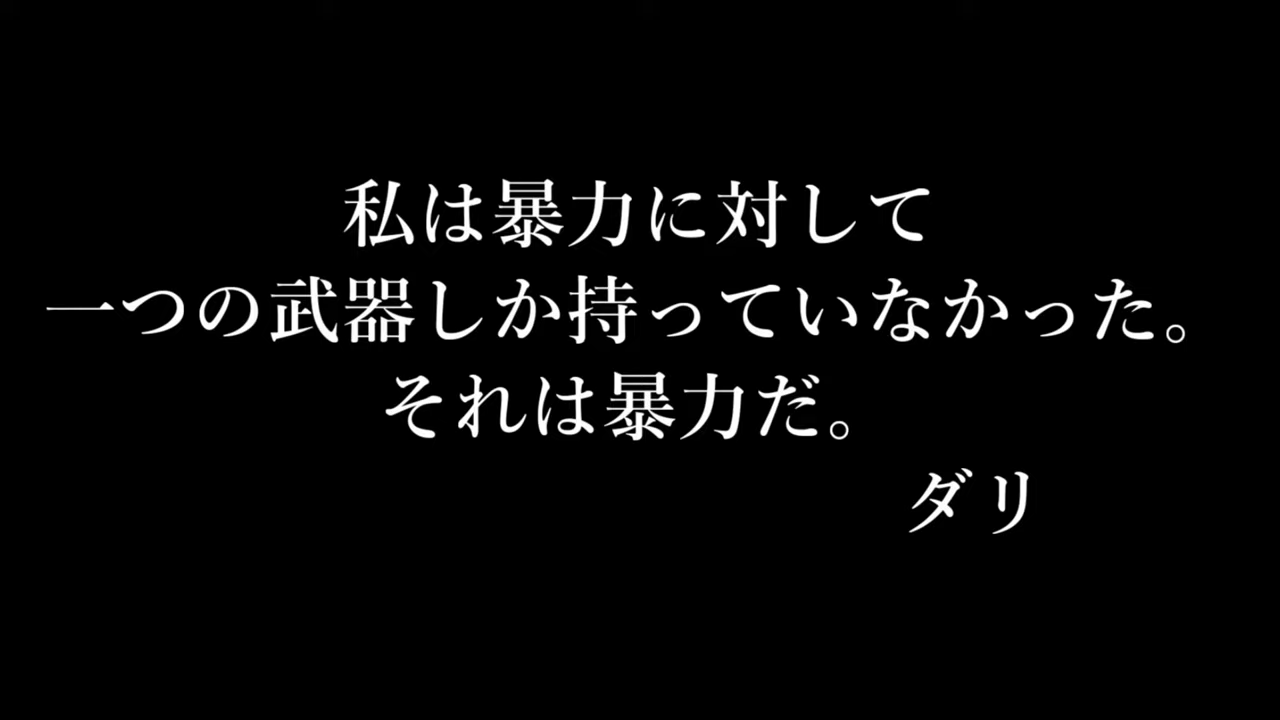 私は暴力に対して
一つの武器しか持っていなかった。
それは暴力だ。
ダリ